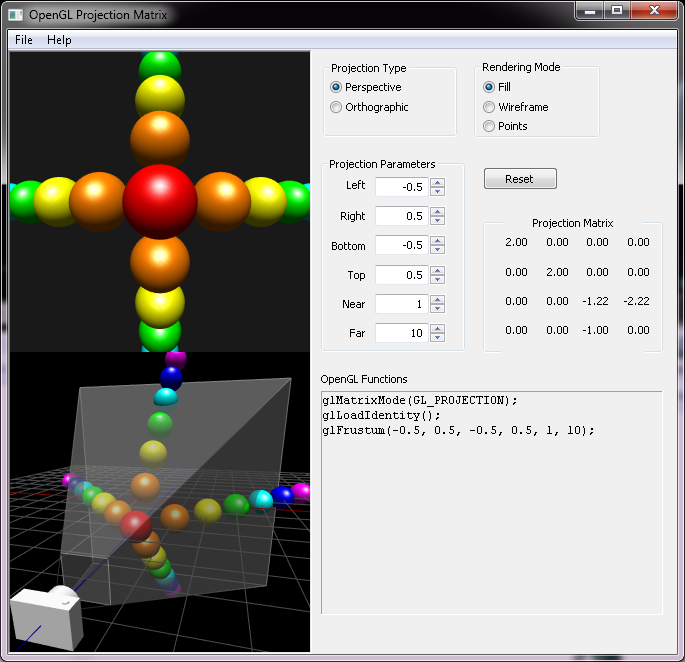 OpenGL Projection Matrix
File Help
Projection Type
Perspective
Orthographic
Rendering Mode
Fill
Wireframe
Points
Projection Parameters
Left -0.5
Right 0.5
Bottom -0.5
Top 0.5
Near 1
Far 10
Reset
Projection Matrix
2.00 0.00 0.00 0.00
0.00 2.00 0.00 0.00
0.00 0.00 -1.22 -2.22
0.00 0.00 -1.00 0.00
OpenGL Functions
glMatrixMode(GL_PROJECTION);
glLoadIdentity();
glFrustum(-0.5, 0.5, -0.5, 0.5, 1, 10);